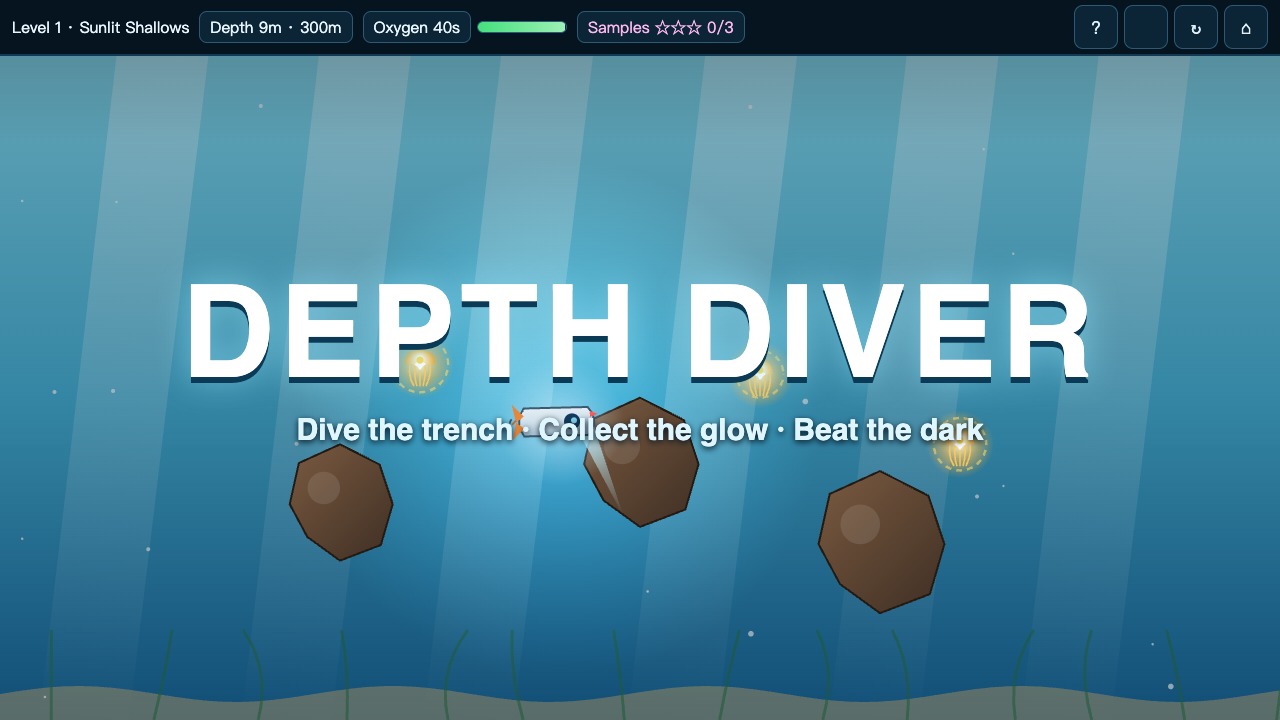 Level 1 · Sunlit Shallows
Depth 9m · 300m
Oxygen 40s
Samples ☆☆☆ 0/3
?
↻
⌂
DEPTH DIVER
Dive the trench · Collect the glow · Beat the dark